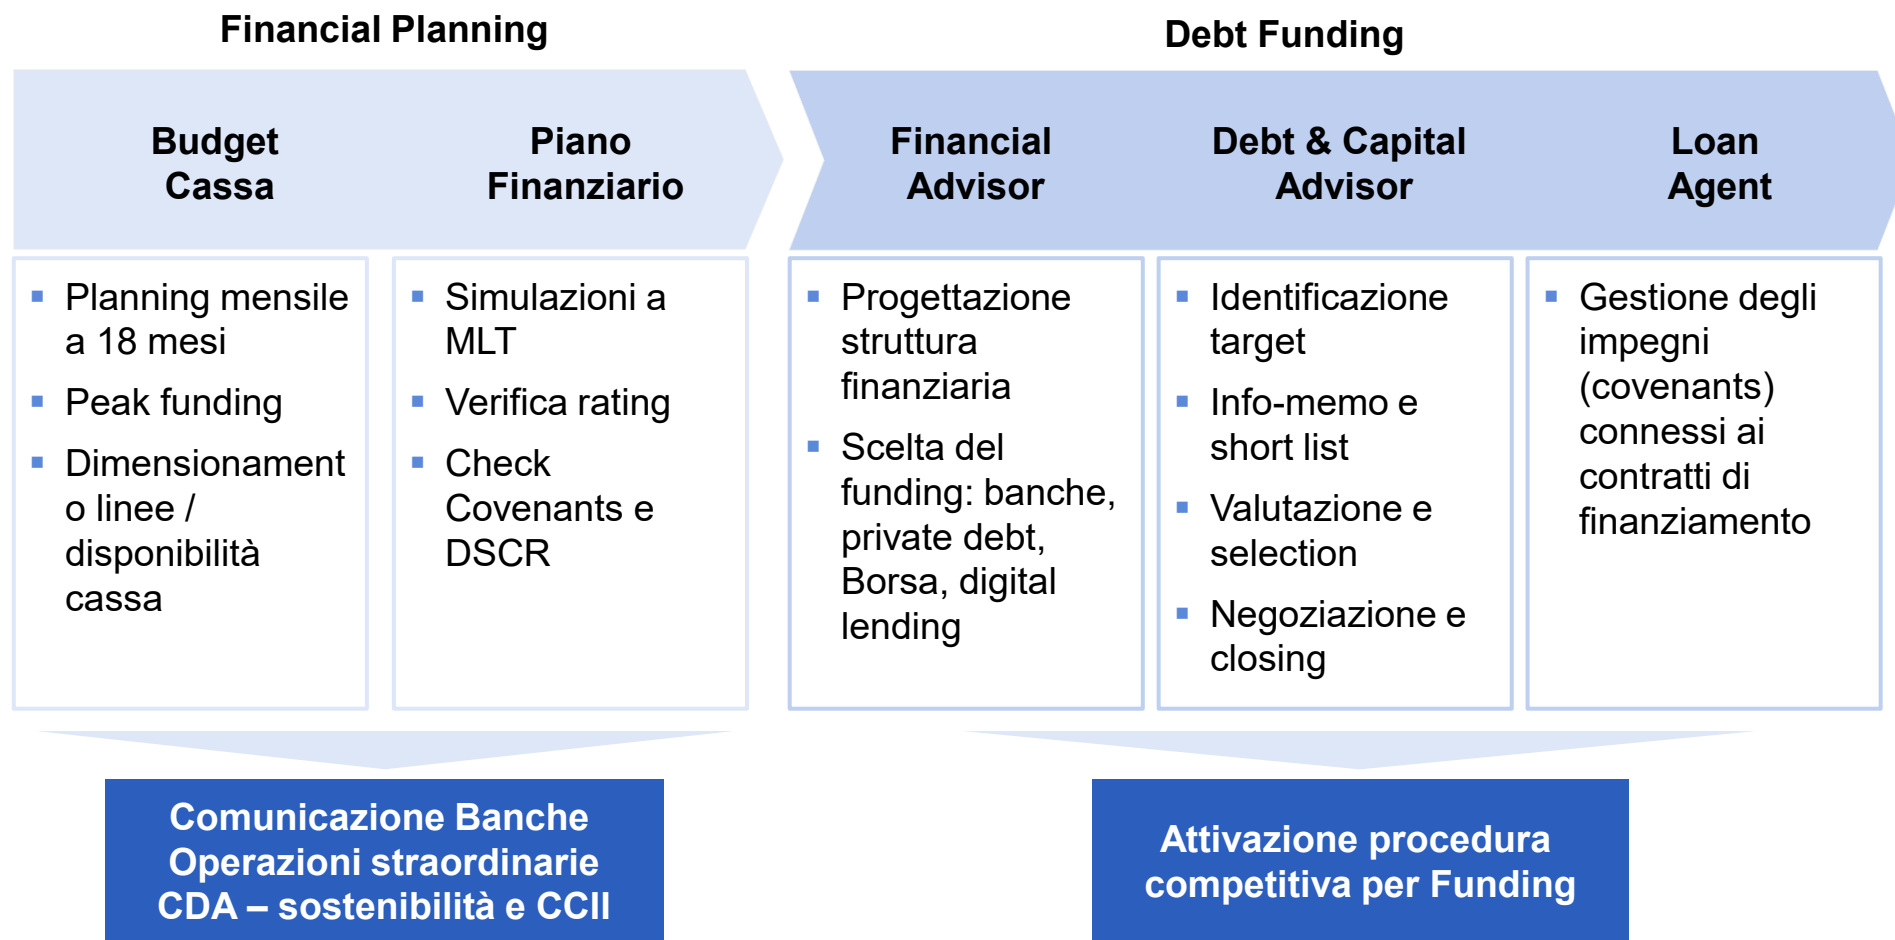 Financial Planning
Debt Funding
Budget
Cassa
Piano
Finanziario
Financial
Advisor
Debt & Capital
Advisor
Loan
Agent
Planning mensile
a 18 mesi
Peak funding
Dimensionament
o linee /
disponibilità
cassa
Simulazioni a
MLT
Verifica rating
Check
Covenants e
DSCR
Progettazione
struttura
finanziaria
Scelta del
funding: banche,
private debt,
Borsa, digital
lending
Identificazione
target
Info-memo e
short list
Valutazione e
selection
Negoziazione e
closing
Gestione degli
impegni
(covenants)
connessi ai
contratti di
finanziamento
Comunicazione Banche
Operazioni straordinarie
CDA – sostenibilità e CCII
Attivazione procedura
competitiva per Funding